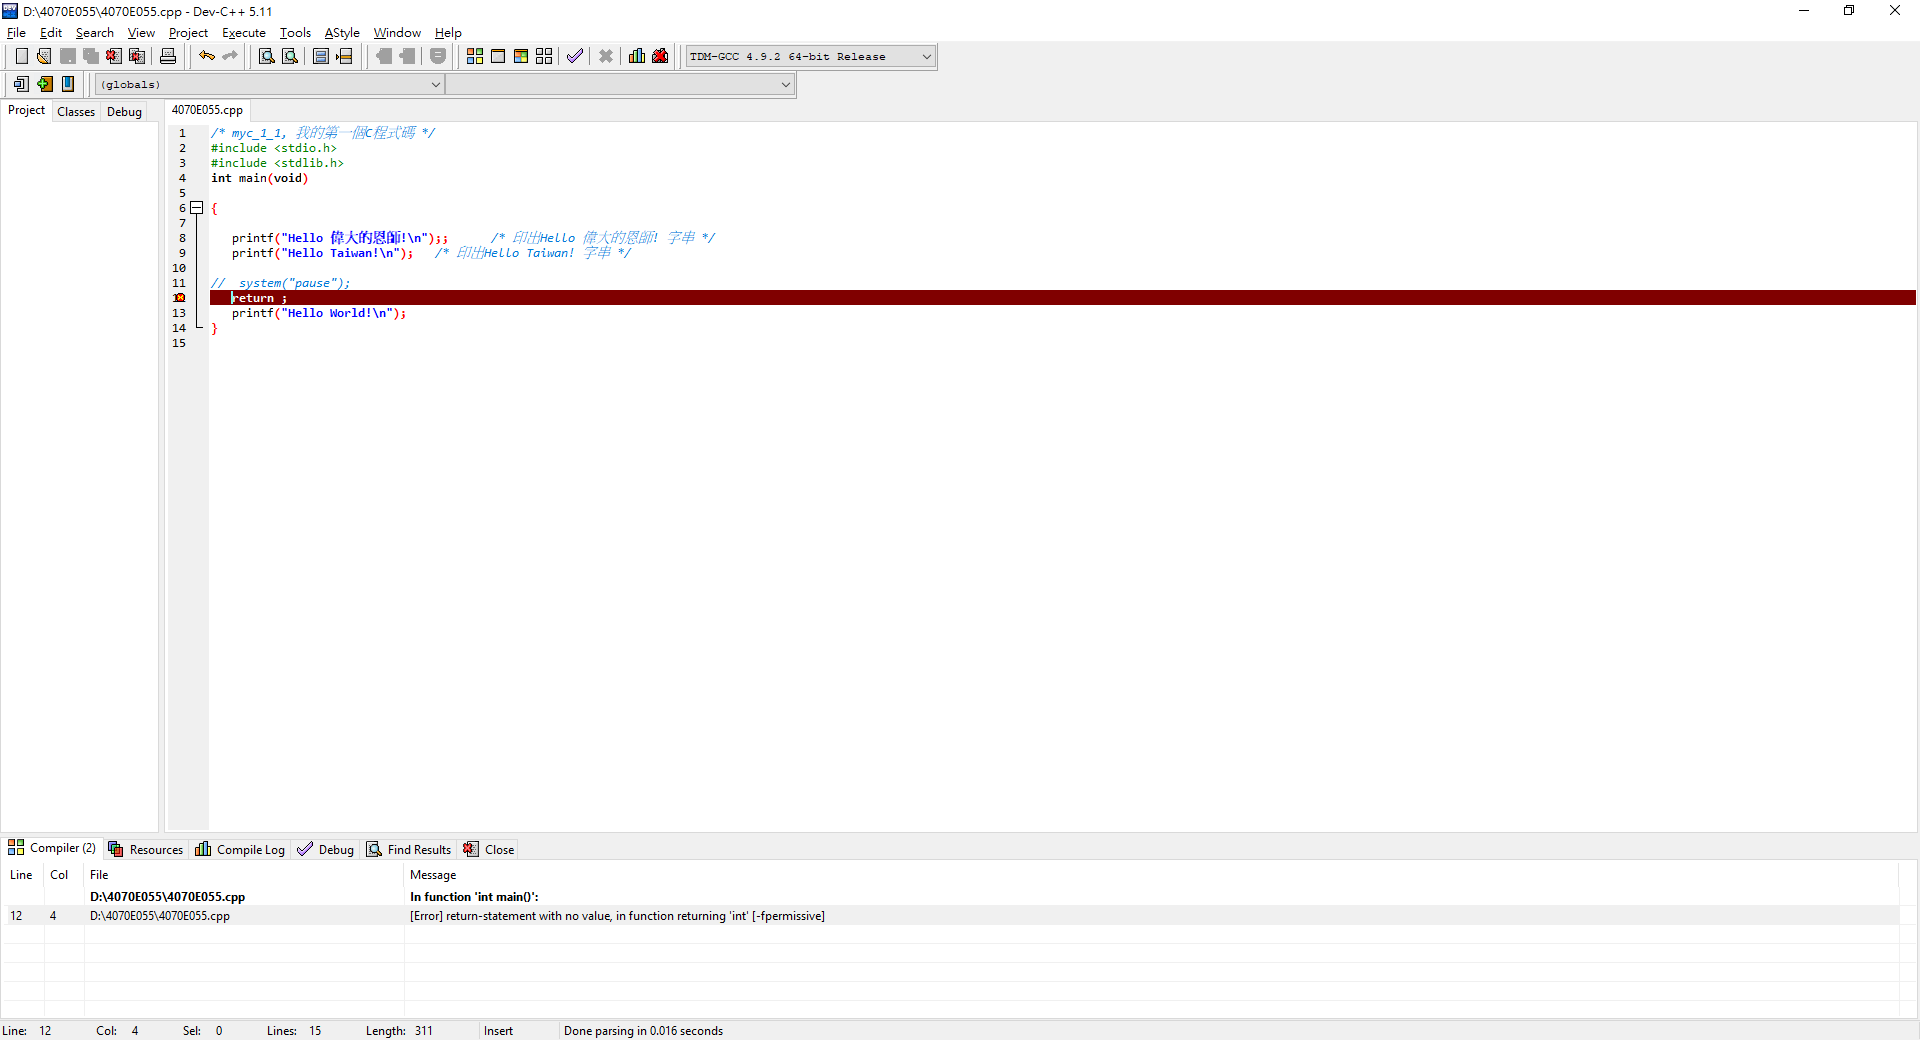 D:\4070E055\4070E055.cpp - Dev-C++ 5.11
File Edit Search View Project Execute Tools AStyle Window Help
TDM-GCC 4.9.2 64-bit Release
(globals)
Project Classes Debug 4070E055.cpp
1 /* myc_1_1, 我的第一個C程式碼 */
2 #include <stdio.h>
3 #include <stdlib.h>
4 int main(void)
5
6 {
7
8 printf("Hello 偉大的恩師!\n");; /* 印出Hello 偉大的恩師! 字串 */
9 printf("Hello Taiwan!\n"); /* 印出Hello Taiwan! 字串 */
10
11 // system("pause");
return ;
13 printf("Hello World!\n");
14 }
15
Compiler (2) Resources Compile Log Debug Find Results Close
Line Col File Message
D:\4070E055\4070E055.cpp In function 'int main()':
12 4 D:\4070E055\4070E055.cpp [Error] return-statement with no value, in function returning 'int' [-fpermissive]
Line: 12 Col: 4 Sel: 0 Lines: 15 Length: 311 Insert Done parsing in 0.016 seconds